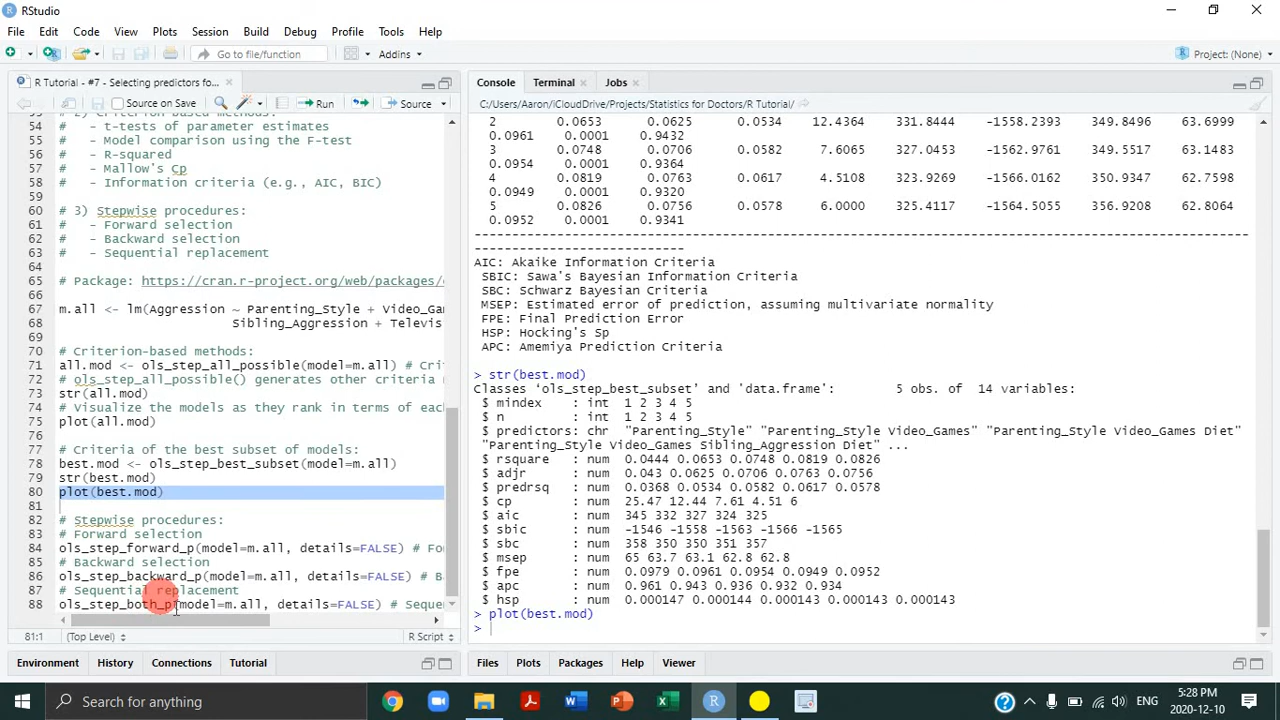 RStudio
File Edit Code View Plots Session Build Debug Profile Tools Help
Go to file/function Addins Project: (None)
R Tutorial - #7 - Selecting predictors fo...
Source on Save Run Source
54 # - t-tests of parameter estimates
55 # - Model comparison using the F-test
56 # - R-squared
57 # - Mallow's Cp
58 # - Information criteria (e.g., AIC, BIC)
59
60 # 3) Stepwise procedures:
61 # - Forward selection
62 # - Backward selection
63 # - Sequential replacement
64
65 # Package: https://cran.r-project.org/web/packages/
66
67 m.all <- lm(Aggression ~ Parenting_Style + Video_Ga
68 Sibling_Aggression + Televis
69
70 # Criterion-based methods:
71 all.mod <- ols_step_all_possible(model=m.all) # Cri
72 # ols_step_all_possible() generates other criteria
73 str(all.mod)
74 # Visualize the models as they rank in terms of eac
75 plot(all.mod)
76
77 # Criteria of the best subset of models:
78 best.mod <- ols_step_best_subset(model=m.all)
79 str(best.mod)
80 plot(best.mod)
81
82 # Stepwise procedures:
83 # Forward selection
84 ols_step_forward_p(model=m.all, details=FALSE) # Fo
85 # Backward selection
86 ols_step_backward_p(model=m.all, details=FALSE) # B
87 # Sequential replacement
88 ols_step_both_p(model=m.all, details=FALSE) # Seque
81:1 (Top Level) R Script
Environment History Connections Tutorial
Console Terminal Jobs
C:/Users/Aaron/iCloudDrive/Projects/Statistics for Doctors/R Tutorial/
2 0.0653 0.0625 0.0534 12.4364 331.8444 -1558.2393 349.8496 63.6999
0.0961 0.0001 0.9432
3 0.0748 0.0706 0.0582 7.6065 327.0453 -1562.9761 349.5517 63.1483
0.0954 0.0001 0.9364
4 0.0819 0.0763 0.0617 4.5108 323.9269 -1566.0162 350.9347 62.7598
0.0949 0.0001 0.9320
5 0.0826 0.0756 0.0578 6.0000 325.4117 -1564.5055 356.9208 62.8064
0.0952 0.0001 0.9341
AIC: Akaike Information Criteria
SBIC: Sawa's Bayesian Information Criteria
SBC: Schwarz Bayesian Criteria
MSEP: Estimated error of prediction, assuming multivariate normality
FPE: Final Prediction Error
HSP: Hocking's Sp
APC: Amemiya Prediction Criteria
> str(best.mod)
Classes ‘ols_step_best_subset’ and 'data.frame': 5 obs. of 14 variables:
$ mindex : int 1 2 3 4 5
$ n : int 1 2 3 4 5
$ predictors: chr "Parenting_Style" "Parenting_Style Video_Games" "Parenting_Style Video_Games Diet"
"Parenting_Style Video_Games Sibling_Aggression Diet" ...
$ rsquare : num 0.0444 0.0653 0.0748 0.0819 0.0826
$ adjr : num 0.043 0.0625 0.0706 0.0763 0.0756
$ predrsq : num 0.0368 0.0534 0.0582 0.0617 0.0578
$ cp : num 25.47 12.44 7.61 4.51 6
$ aic : num 345 332 327 324 325
$ sbic : num -1546 -1558 -1563 -1566 -1565
$ sbc : num 358 350 350 351 357
$ msep : num 65 63.7 63.1 62.8 62.8
$ fpe : num 0.0979 0.0961 0.0954 0.0949 0.0952
$ apc : num 0.961 0.943 0.936 0.932 0.934
$ hsp : num 0.000147 0.000144 0.000143 0.000143 0.000143
> plot(best.mod)
>
Files Plots Packages Help Viewer
Search for anything
ENG 5:28 PM
2020-12-10